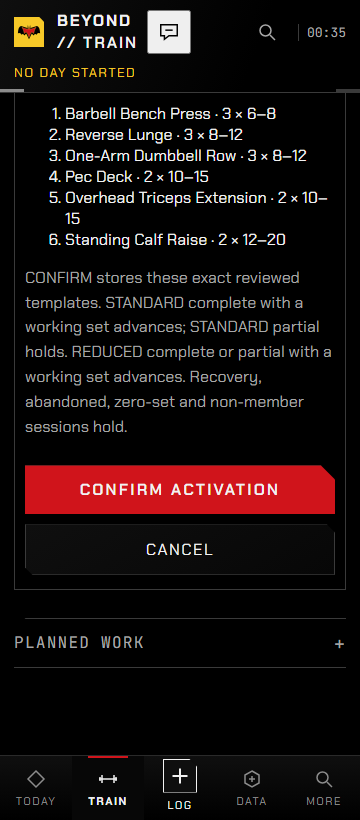 BEYOND
// TRAIN
00:35
NO DAY STARTED
1. Barbell Bench Press · 3 × 6–8
2. Reverse Lunge · 3 × 8–12
3. One-Arm Dumbbell Row · 3 × 8–12
4. Pec Deck · 2 × 10–15
5. Overhead Triceps Extension · 2 × 10–
15
6. Standing Calf Raise · 2 × 12–20
CONFIRM stores these exact reviewed
templates. STANDARD complete with a
working set advances; STANDARD partial
holds. REDUCED complete or partial with a
working set advances. Recovery,
abandoned, zero-set and non-member
sessions hold.
CONFIRM ACTIVATION
CANCEL
PLANNED WORK +
TODAY TRAIN LOG DATA MORE